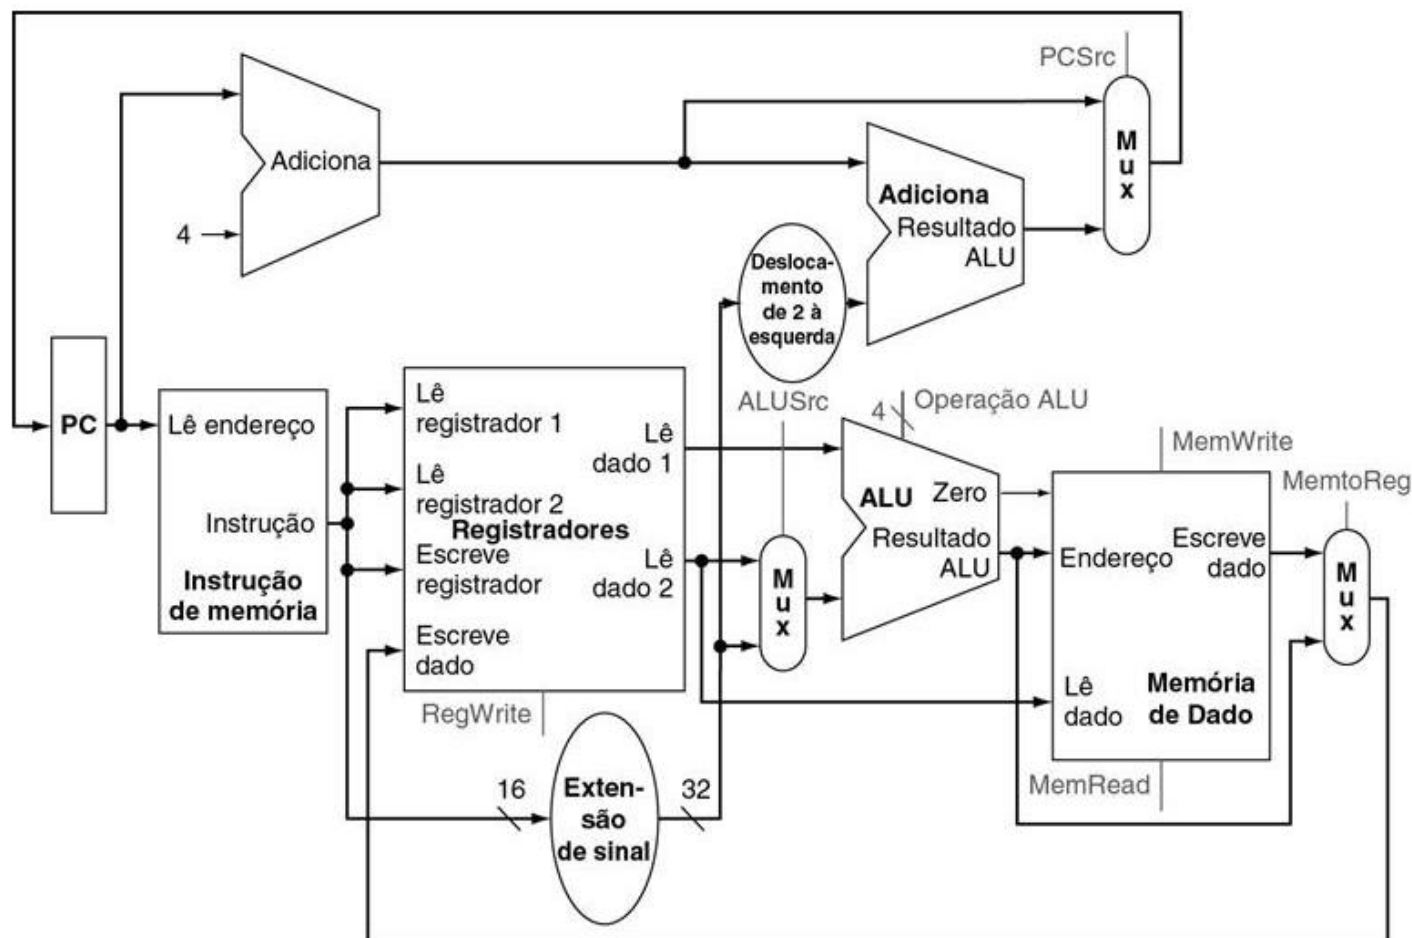 PCSrc
Mux
Adiciona
4
Adiciona
Resultado
ALU
Desloca-
mento
de 2 à
esquerda
PC
Lê endereço
Instrução
Instrução
de memória
Lê
registrador 1
Lê
registrador 2
Registradores
Escreve
registrador
Escreve
dado
Lê
dado 1
Lê
dado 2
RegWrite
ALUSrc
Mux
4
Operação ALU
ALU
Zero
Resultado
ALU
MemWrite
Endereço
Escreve
dado
Lê
dado
Memória
de Dado
MemRead
MemtoReg
Mux
16
Exten-
são
de sinal
32